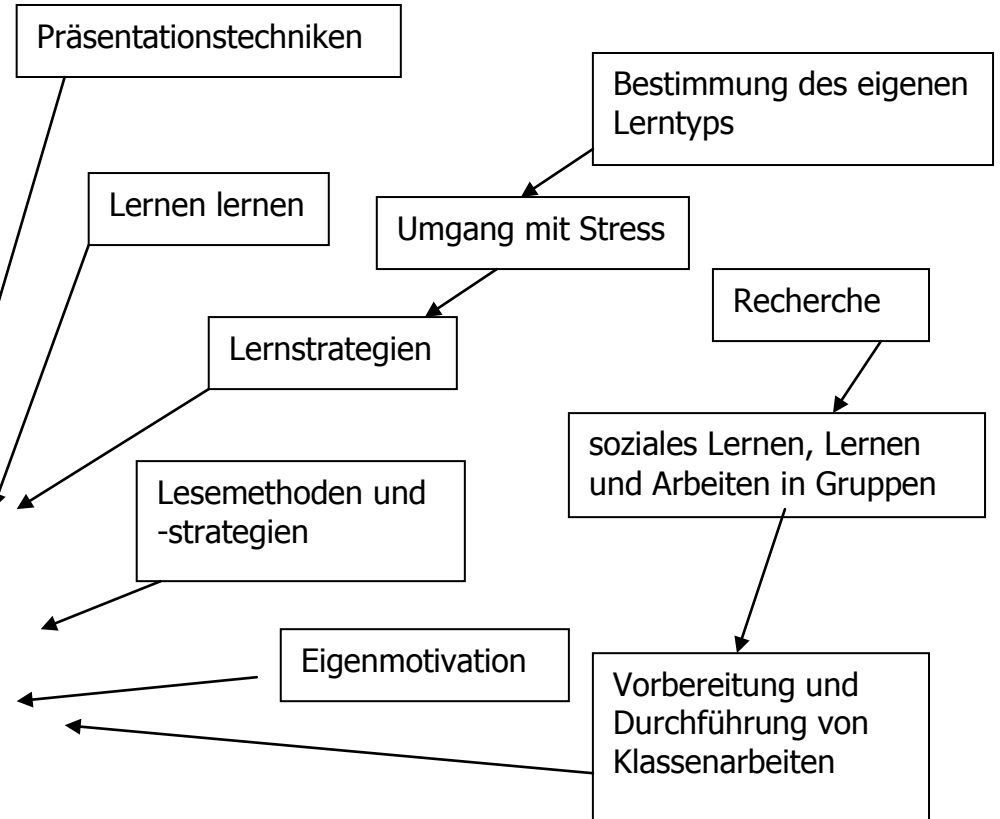 Präsentationstechniken
Bestimmung des eigenen
Lerntyps
Lernen lernen
Umgang mit Stress
Recherche
Lernstrategien
soziales Lernen, Lernen
und Arbeiten in Gruppen
Lesemethoden und
-strategien
Eigenmotivation
Vorbereitung und
Durchführung von
Klassenarbeiten